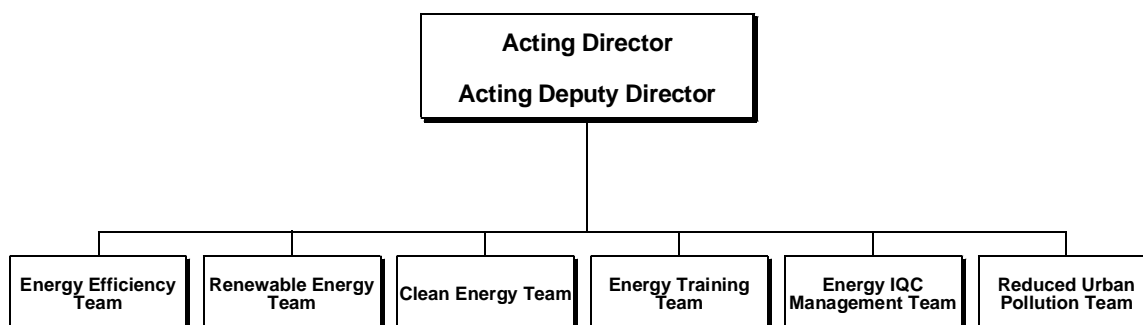 Acting Director
Acting Deputy Director
Energy Efficiency
Team
Renewable Energy
Team
Clean Energy Team
Energy Training
Team
Energy IQC
Management Team
Reduced Urban
Pollution Team